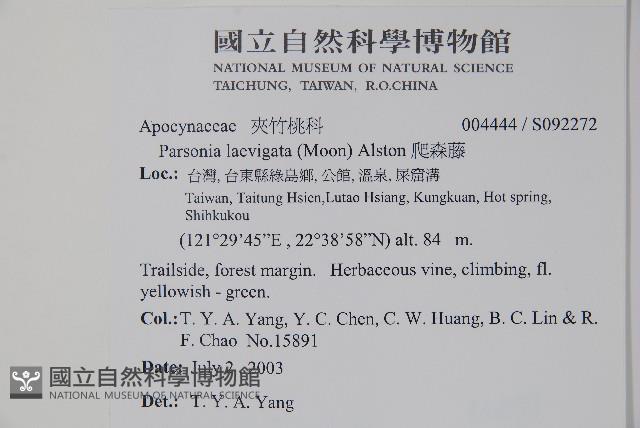 國立自然科學博物館
NATIONAL MUSEUM OF NATURAL SCIENCE
TAICHUNG, TAIWAN, R.O.CHINA
Apocynaceae 夾竹桃科 004444 / S092272
Parsonia laevigata (Moon) Alston 爬森藤
Loc.: 台灣, 台東縣綠島鄉, 公館, 溫泉, 屎窟溝
Taiwan, Taitung Hsien,Lutao Hsiang, Kungkuan, Hot spring,
Shihkukou
(121°29'45”E , 22°38'58”N) alt. 84 m.
Trailside, forest margin. Herbaceous vine, climbing, fl.
yellowish - green.
Col.:T. Y. A. Yang, Y. C. Chen, C. W. Huang, B. C. Lin & R.
F. Chao No.15891
Date: July 2, 2003
國立自然科學博物館
NATIONAL MUSEUM OF NATURAL SCIENCE
Det.: T. Y. A. Yang